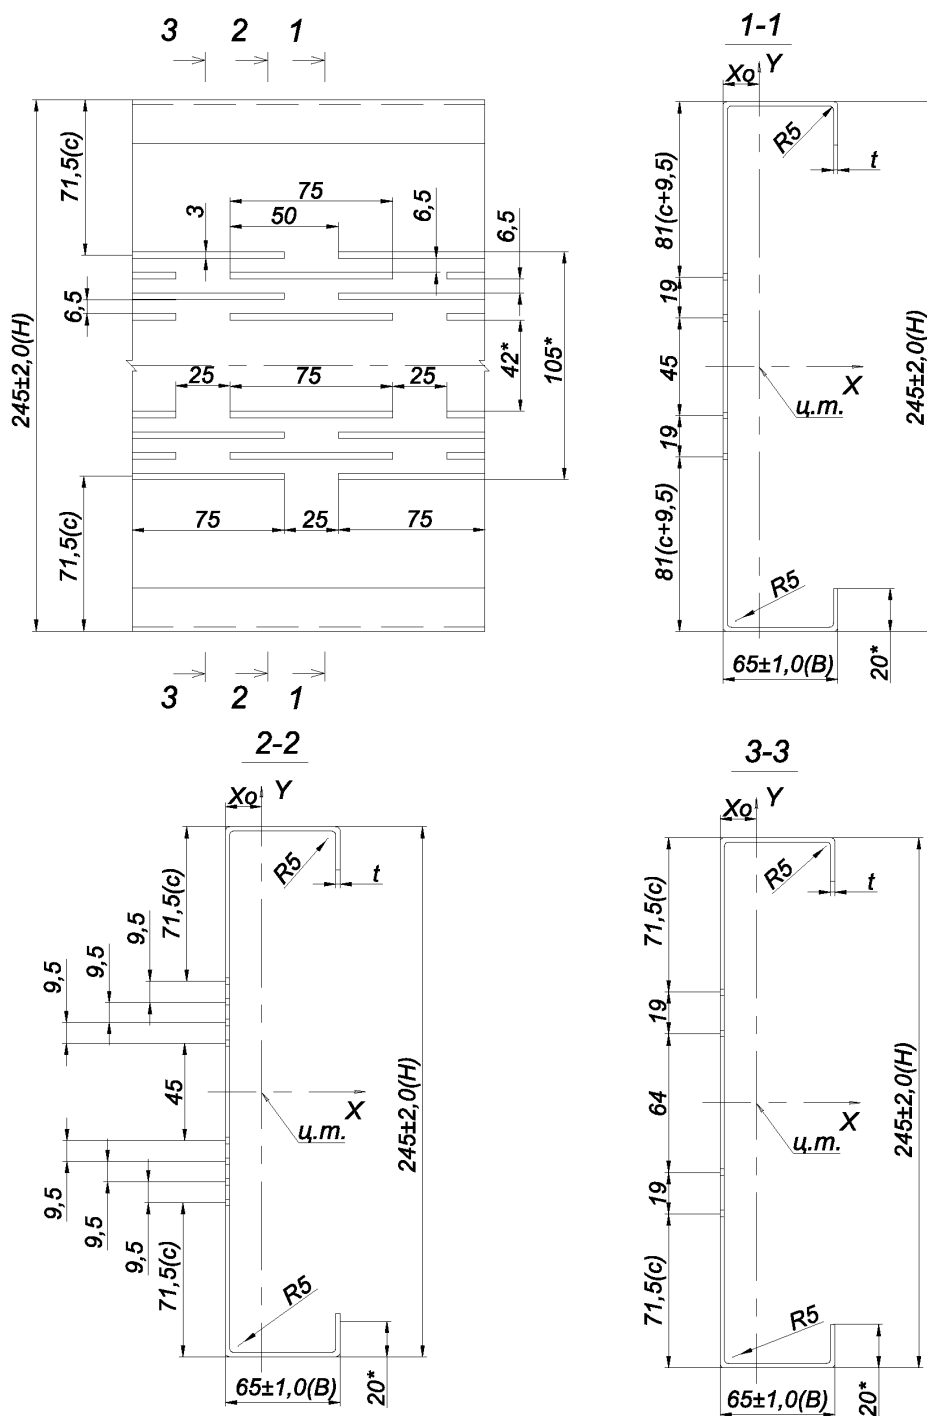 3 2 1
71,5(c)
75
50
3
6,5
6,5
6,5
245±2,0(H)
42*
105*
25
75
25
71,5(c)
75
25
75
3 2 1
1-1
Xo
Y
R5
t
81(c+9,5)
19
45
19
81(c+9,5)
X
ц.т.
245±2,0(H)
R5
65±1,0(B)
20*
2-2
Xo
Y
R5
t
71,5(c)
9,5
9,5
9,5
45
X
ц.т.
245±2,0(H)
9,5
9,5
9,5
71,5(c)
R5
65±1,0(B)
20*
3-3
Xo
Y
R5
t
71,5(c)
19
64
19
71,5(c)
X
ц.т.
245±2,0(H)
R5
65±1,0(B)
20*